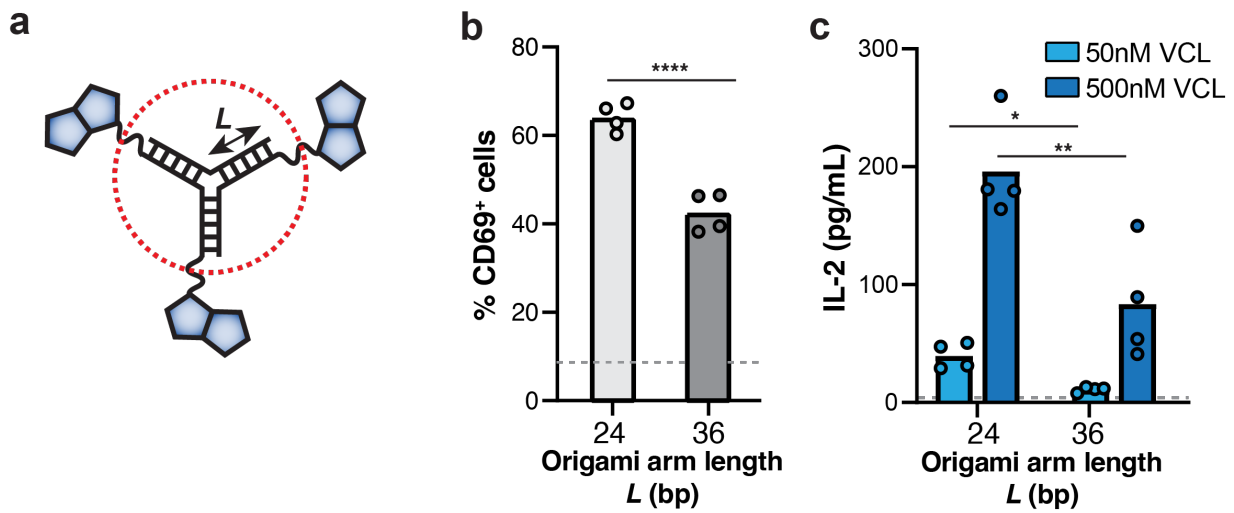 a
L
b
80
60
40
20
0
% CD69+ cells
****
24
36
Origami arm length
L (bp)
c
50nM VCL
500nM VCL
300
200
100
0
IL-2 (pg/mL)
*
**
24
36
Origami arm length
L (bp)